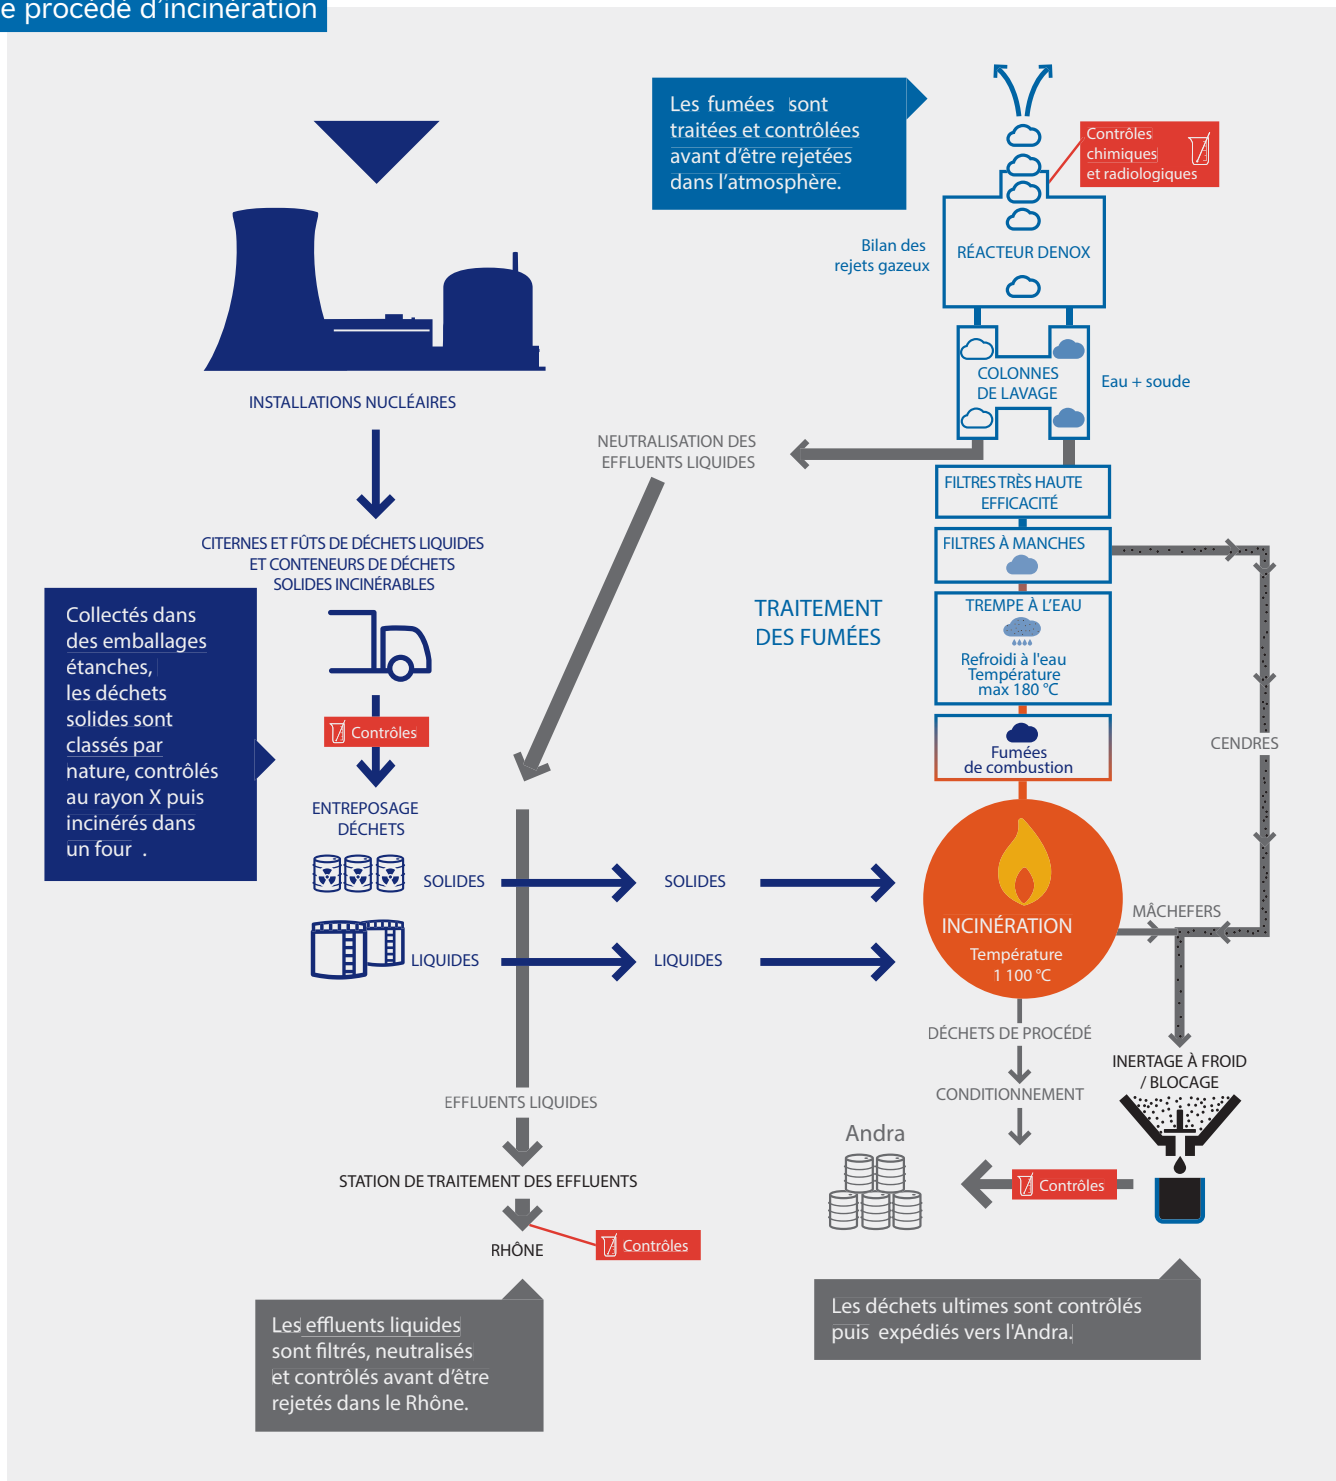 e procédé d'incinération
Les fumées sont
traitées et contrôlées
avant d'être rejetées
dans l'atmosphère.
Contrôles
chimiques
et radiologiques
Bilan des
rejets gazeux
RÉACTEUR DENOX
COLONNES
DE LAVAGE
Eau + soude
INSTALLATIONS NUCLÉAIRES
NEUTRALISATION DES
EFFLUENTS LIQUIDES
FILTRES TRÈS HAUTE
EFFICACITÉ
CITERNES ET FÛTS DE DÉCHETS LIQUIDES
ET CONTENEURS DE DÉCHETS
SOLIDES INCINÉRABLES
FILTRES À MANCHES
Collectés dans
des emballages
étanches,
les déchets
solides sont
classés par
nature, contrôlés
au rayon X puis
incinérés dans
un four .
TRAITEMENT
DES FUMÉES
TREMPE À L'EAU
Refroidi à l'eau
Température
max 180 °C
Contrôles
Fumées
de combustion
CENDRES
ENTREPOSAGE
DÉCHETS
SOLIDES
SOLIDES
LIQUIDES
LIQUIDES
INCINÉRATION
Température
1 100 °C
MÂCHEFERS
DÉCHETS DE PROCÉDÉ
CONDITIONNEMENT
INERTAGE À FROID
/ BLOCAGE
EFFLUENTS LIQUIDES
Andra
Contrôles
STATION DE TRAITEMENT DES EFFLUENTS
RHÔNE
Contrôles
Les effluents liquides
sont filtrés, neutralisés
et contrôlés avant d'être
rejetés dans le Rhône.
Les déchets ultimes sont contrôlés
puis expédiés vers l'Andra.